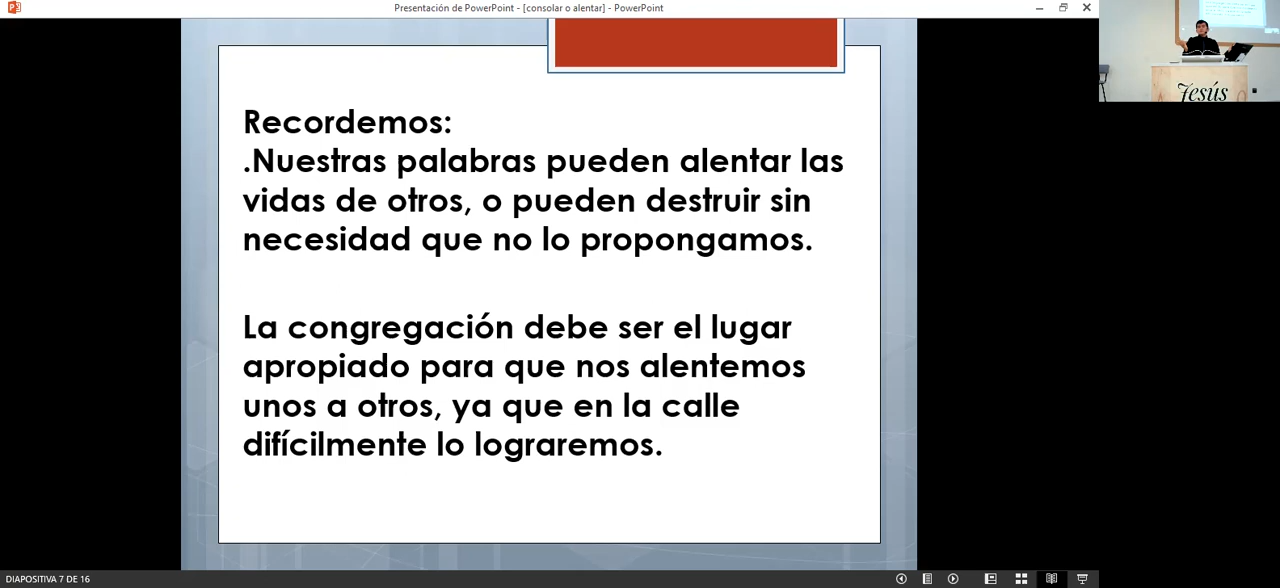 Presentación de PowerPoint - [consolar o alentar] - PowerPoint
Recordemos:
.Nuestras palabras pueden alentar las
vidas de otros, o pueden destruir sin
necesidad que no lo propongamos.
La congregación debe ser el lugar
apropiado para que nos alentemos
unos a otros, ya que en la calle
difícilmente lo lograremos.
Jesús
DIAPOSITIVA 7 DE 16